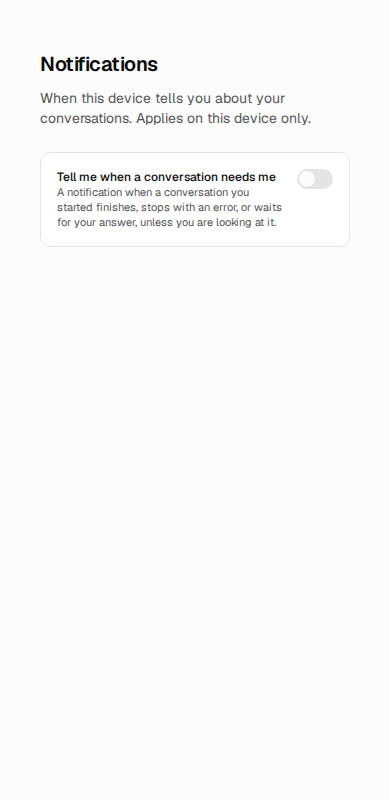 Notifications
When this device tells you about your
conversations. Applies on this device only.
Tell me when a conversation needs me
A notification when a conversation you
started finishes, stops with an error, or waits
for your answer, unless you are looking at it.